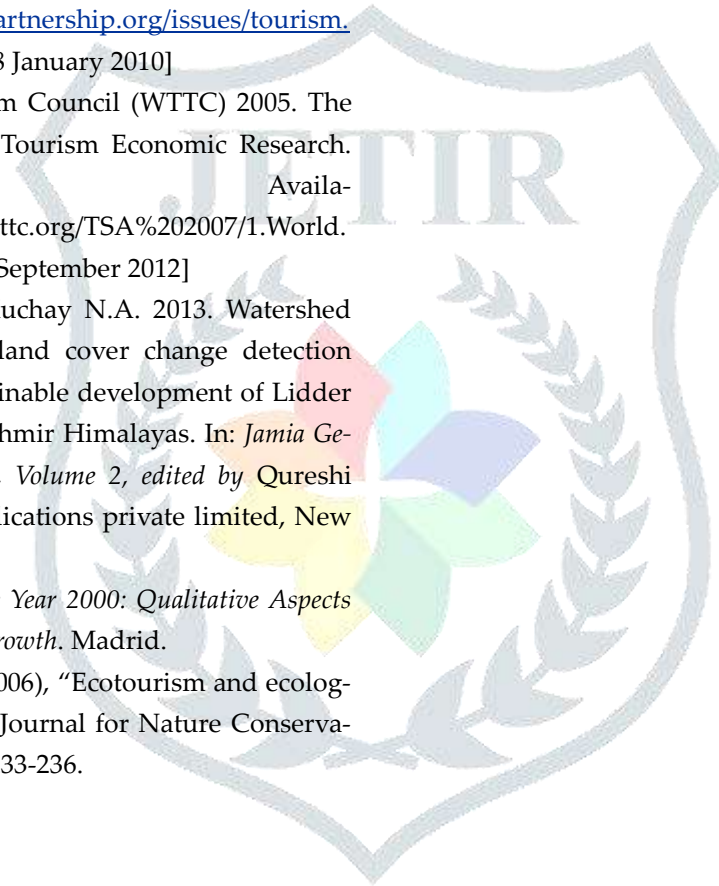 artnership.org/issues/tourism.
8 January 2010]
m Council (WTTC) 2005. The
Tourism Economic Research.
Availa-
ttc.org/TSA%202007/1.World.
September 2012]
uchay N.A. 2013. Watershed
land cover change detection
inable development of Lidder
hmir Himalayas. In: Jamia Ge-
. Volume 2, edited by Qureshi
lications private limited, New
Year 2000: Qualitative Aspects
rowth. Madrid.
006), “Ecotourism and ecolog-
Journal for Nature Conserva-
33-236.
JETIR